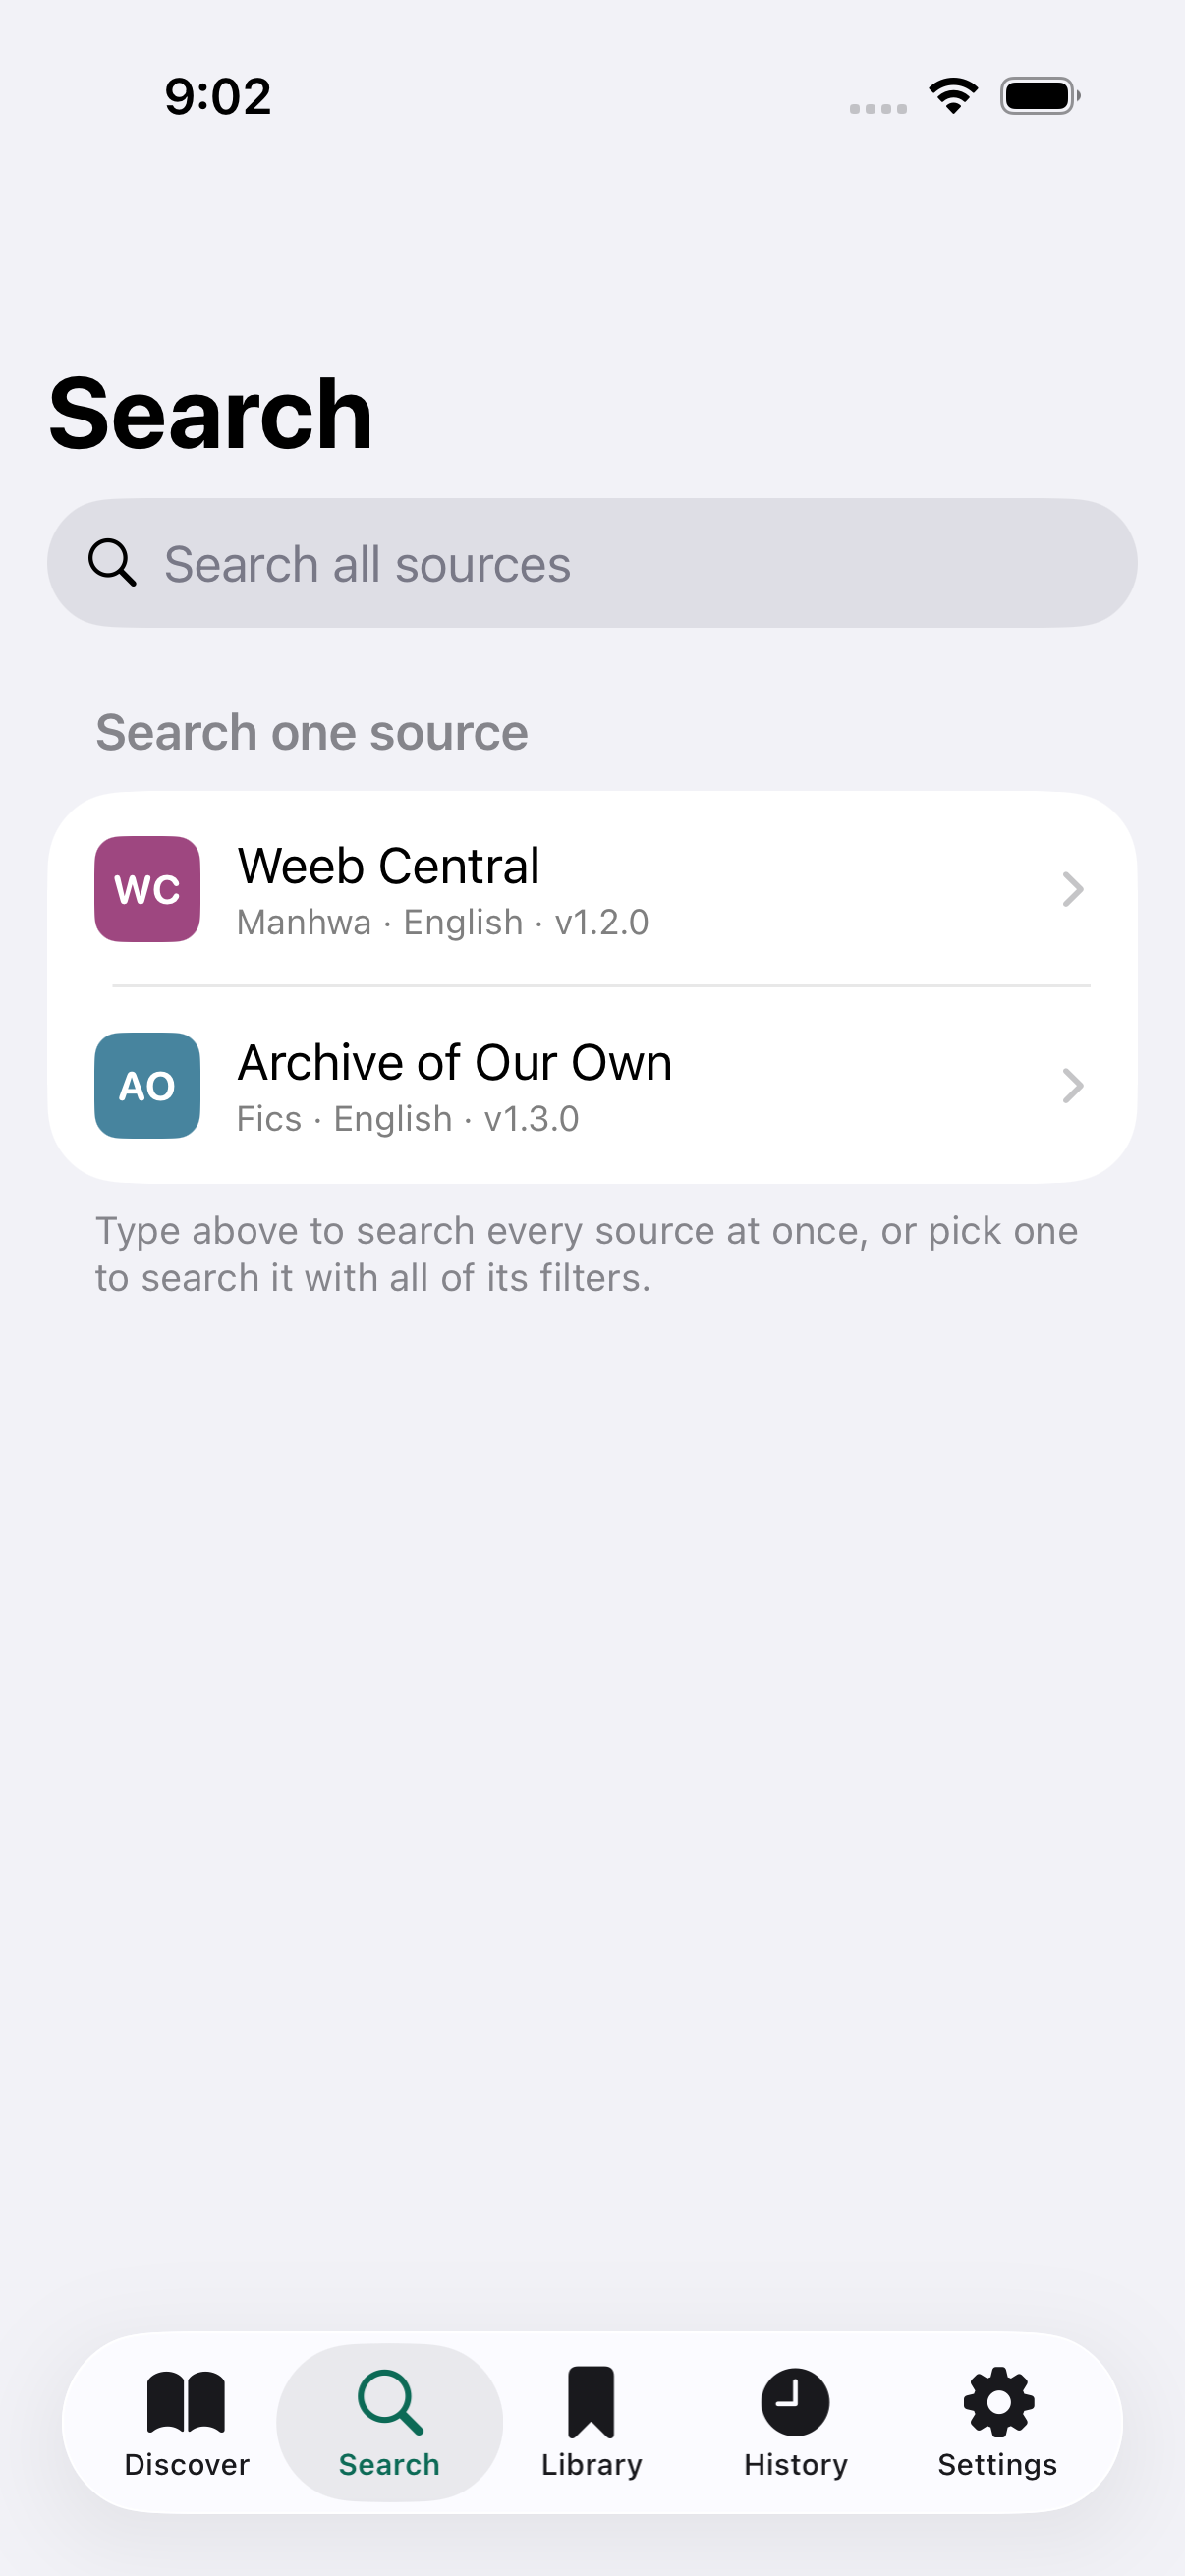 9:02
Search
Search all sources
Search one source
WC
Weeb Central
Manhwa · English · v1.2.0
AO
Archive of Our Own
Fics · English · v1.3.0
Type above to search every source at once, or pick one
to search it with all of its filters.
Discover
Search
Library
History
Settings